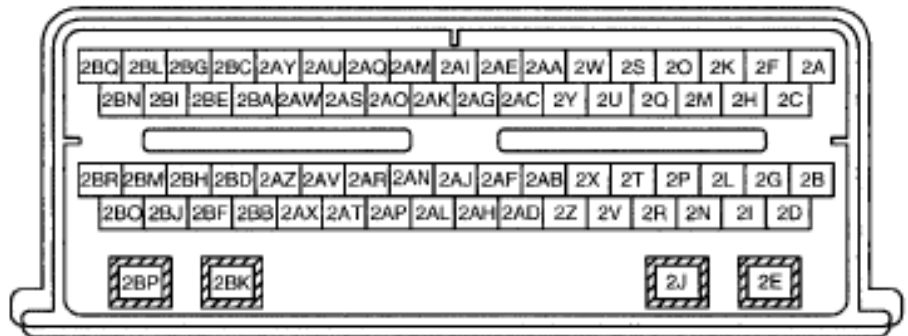 2BQ 2BL 2BG 2BC 2AY 2AU 2AQ 2AM 2AI 2AE 2AA 2W 2S 2O 2K 2F 2A
2BN 2BI 2BE 2BA 2AW 2AS 2AO 2AK 2AG 2AC 2Y 2U 2Q 2M 2H 2C
2BR 2BM 2BH 2BD 2AZ 2AV 2AR 2AN 2AJ 2AF 2AB 2X 2T 2P 2L 2G 2B
2BO 2BJ 2BF 2BB 2AX 2AT 2AP 2AL 2AH 2AD 2Z 2V 2R 2N 2I 2D
2BP 2BK 2J 2E